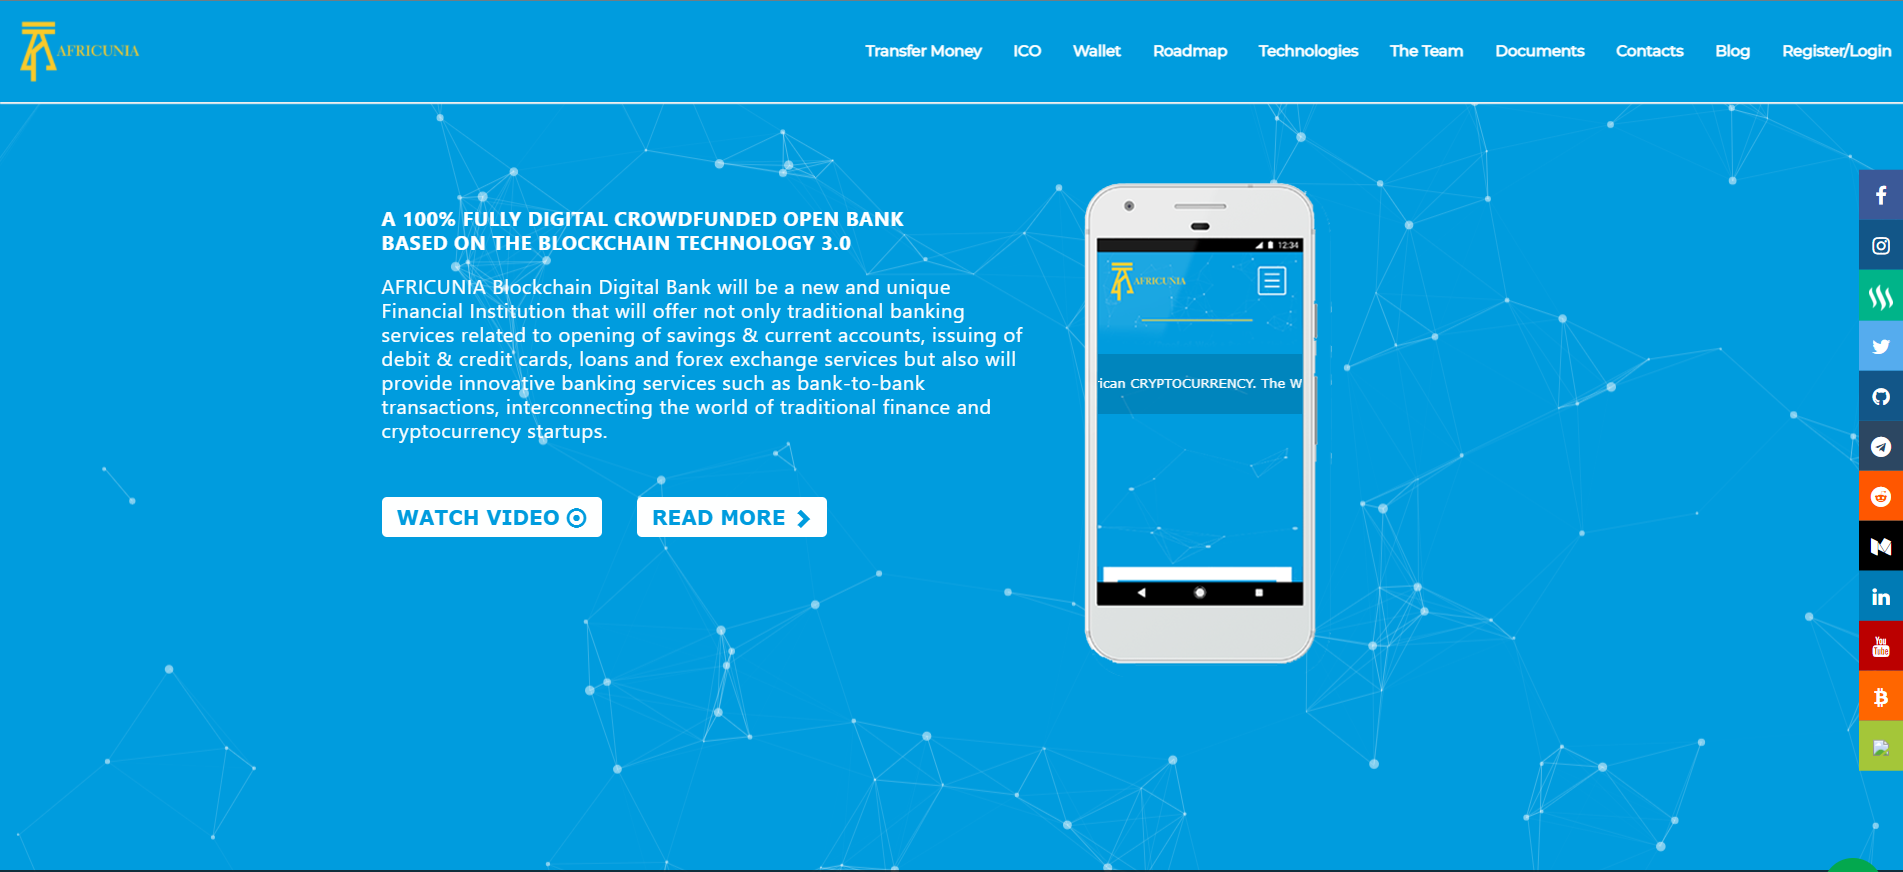 AFRICUNIA
Transfer Money ICO Wallet Roadmap Technologies The Team Documents Contacts Blog Register/Login
A 100% FULLY DIGITAL CROWDFUNDED OPEN BANK
BASED ON THE BLOCKCHAIN TECHNOLOGY 3.0
AFRICUNIA Blockchain Digital Bank will be a new and unique
Financial Institution that will offer not only traditional banking
services related to opening of savings & current accounts, issuing of
debit & credit cards, loans and forex exchange services but also will
provide innovative banking services such as bank-to-bank
transactions, interconnecting the world of traditional finance and
cryptocurrency startups.
WATCH VIDEO
READ MORE
12:34
AFRICUNIA
rican CRYPTOCURRENCY. The W
You
Tube